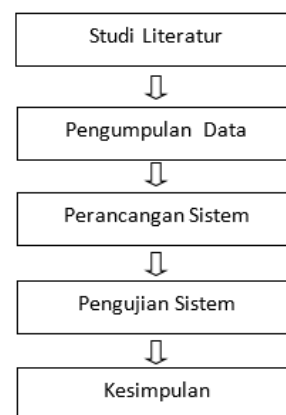 Studi Literatur
Pengumpulan Data
Perancangan Sistem
Pengujian Sistem
Kesimpulan